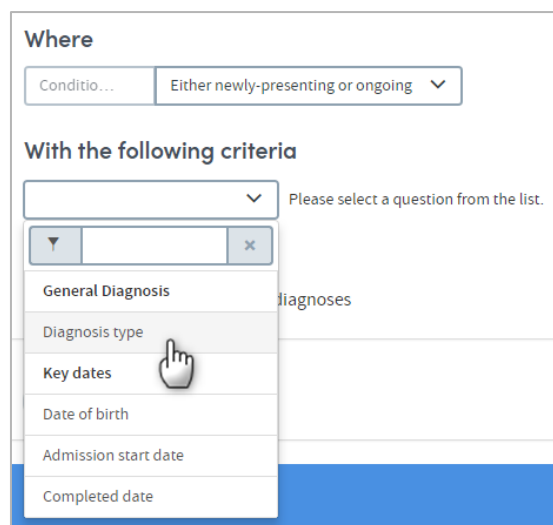 Where
Conditio... Either newly-presenting or ongoing
With the following criteria
Please select a question from the list.
General Diagnosis
diagnoses
Diagnosis type
Key dates
Date of birth
Admission start date
Completed date